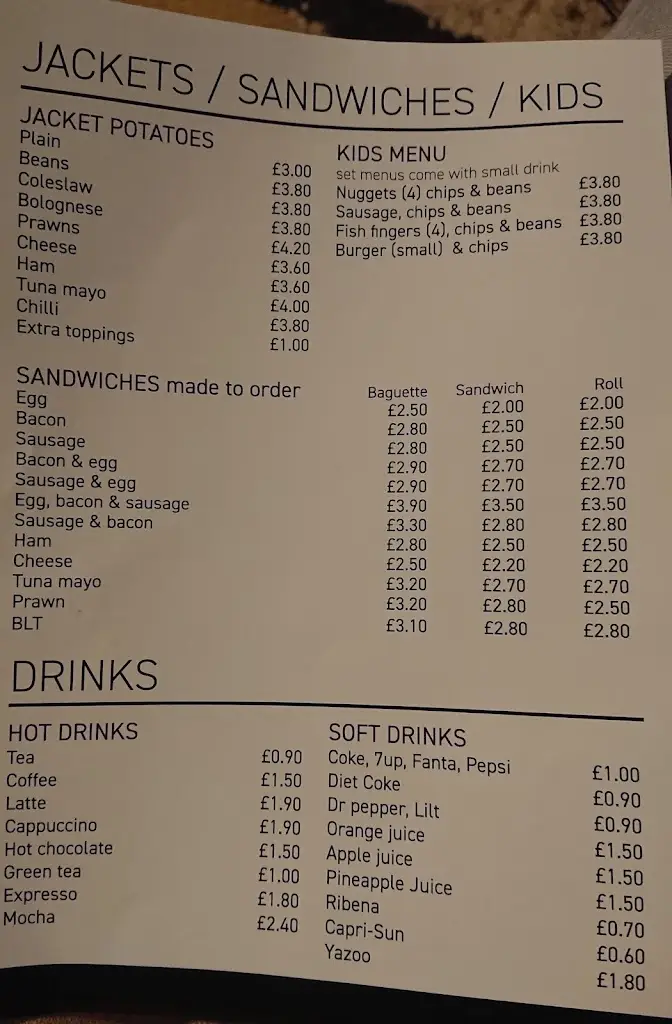 JACKETS / SANDWICHES / KIDS
JACKET POTATOES
Plain £3.00
Beans £3.80
Coleslaw £3.80
Bolognese £3.80
Prawns £4.20
Cheese £3.60
Ham £3.60
Tuna mayo £4.00
Chilli £3.80
Extra toppings £1.00
KIDS MENU
set menus come with small drink
Nuggets (4) chips & beans £3.80
Sausage, chips & beans £3.80
Fish fingers (4), chips & beans £3.80
Burger (small) & chips £3.80
SANDWICHES made to order Baguette Sandwich Roll
Egg £2.50 £2.00 £2.00
Bacon £2.80 £2.50 £2.50
Sausage £2.80 £2.50 £2.50
Bacon & egg £2.90 £2.70 £2.70
Sausage & egg £2.90 £2.70 £2.70
Egg, bacon & sausage £3.90 £3.50 £3.50
Sausage & bacon £3.30 £2.80 £2.80
Ham £2.80 £2.50 £2.50
Cheese £2.50 £2.20 £2.20
Tuna mayo £3.20 £2.70 £2.70
Prawn £3.20 £2.80 £2.50
BLT £3.10 £2.80 £2.80
DRINKS
HOT DRINKS
Tea £0.90
Coffee £1.50
Latte £1.90
Cappuccino £1.90
Hot chocolate £1.50
Green tea £1.00
Expresso £1.80
Mocha £2.40
SOFT DRINKS
Coke, 7up, Fanta, Pepsi £1.00
Diet Coke £0.90
Dr pepper, Lilt £0.90
Orange juice £1.50
Apple juice £1.50
Pineapple Juice £1.50
Ribena £0.70
Capri-Sun £0.60
Yazoo £1.80